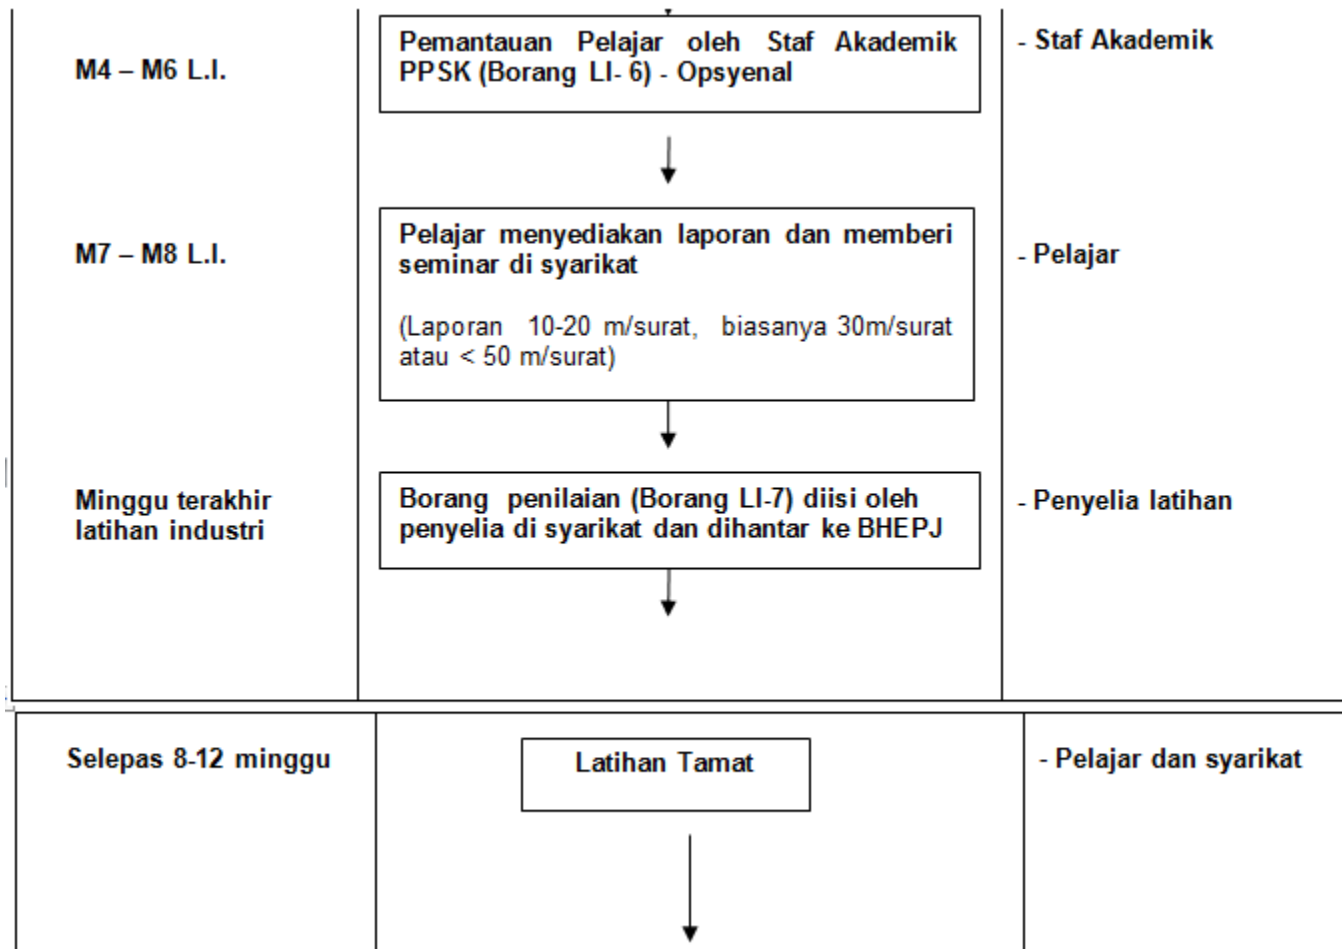 M4 – M6 L.I.
Pemantauan Pelajar oleh Staf Akademik
PPSK (Borang LI- 6) - Opsyenal
- Staf Akademik
M7 – M8 L.I.
Pelajar menyediakan laporan dan memberi
seminar di syarikat
(Laporan 10-20 m/surat, biasanya 30m/surat
atau < 50 m/surat)
- Pelajar
Minggu terakhir
latihan industri
Borang penilaian (Borang LI-7) diisi oleh
penyelia di syarikat dan dihantar ke BHEPJ
- Penyelia latihan
Selepas 8-12 minggu
Latihan Tamat
- Pelajar dan syarikat